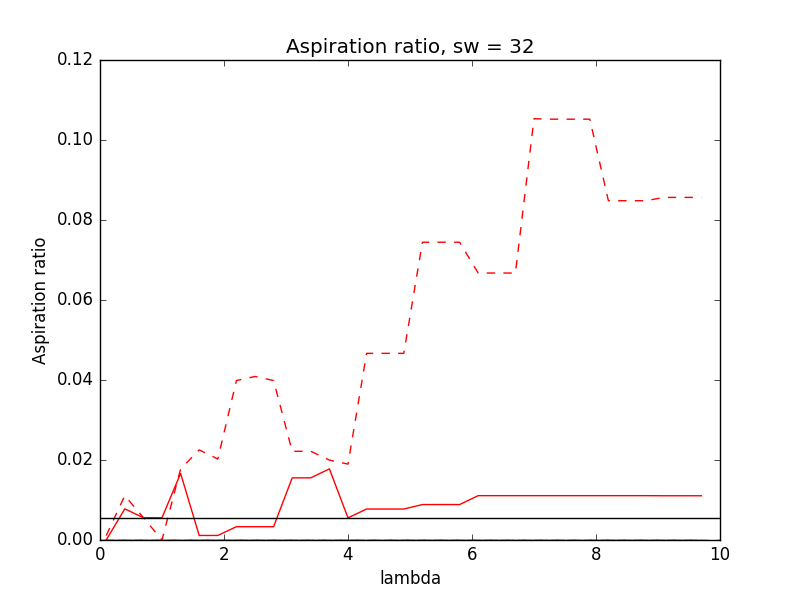 Aspiration ratio, sw = 32
0.12
0.10
0.08
0.06
0.04
0.02
0.00
Aspiration ratio
0 2 4 6 8 10
lambda